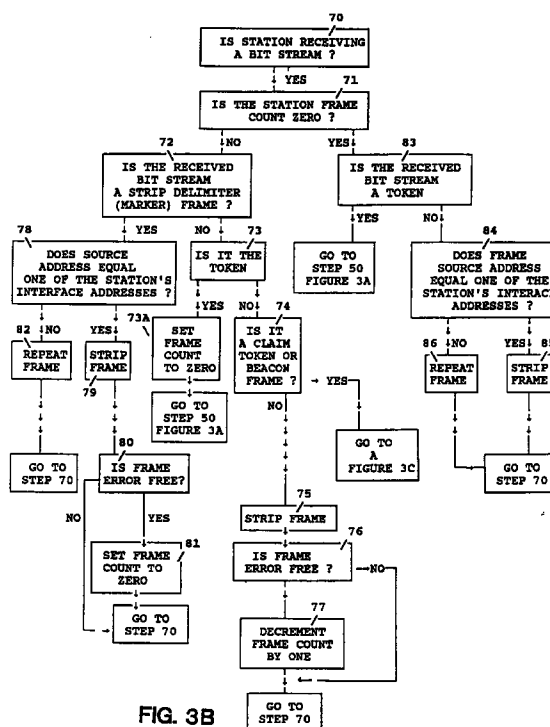 70
IS STATION RECEIVING
A BIT STREAM ?
YES
71
IS THE STATION FRAME
COUNT ZERO ?
NO
YES
72
IS THE RECEIVED
BIT STREAM
A STRIP DELIMITER
(MARKER) FRAME ?
83
IS THE RECEIVED
BIT STREAM
A TOKEN
YES
NO
YES
NO
78
DOES SOURCE
ADDRESS EQUAL
ONE OF THE STATION'S
INTERFACE ADDRESSES ?
73
IS IT THE
TOKEN
GO TO
STEP 50
FIGURE 3A
84
DOES FRAME
SOURCE ADDRESS
EQUAL ONE OF THE
STATION'S INTERACE
ADDRESSES ?
82
NO
YES
73A
YES
NO
74
86
NO
YES
85
REPEAT
FRAME
STRIP
FRAME
79
SET
FRAME
COUNT
TO ZERO
IS IT
A CLAIM
TOKEN OR
BEACON
FRAME ?
YES
REPEAT
FRAME
STRIP
FRAME
GO TO
STEP 50
FIGURE 3A
NO
GO TO
A
FIGURE 3C
GO TO
STEP 70
80
IS FRAME
ERROR FREE?
GO TO
STEP 70
NO
YES
75
STRIP FRAME
81
SET FRAME
COUNT TO
ZERO
76
IS FRAME
ERROR FREE ?
NO
GO TO
STEP 70
77
DECREMENT
FRAME COUNT
BY ONE
GO TO
STEP 70
FIG. 3B